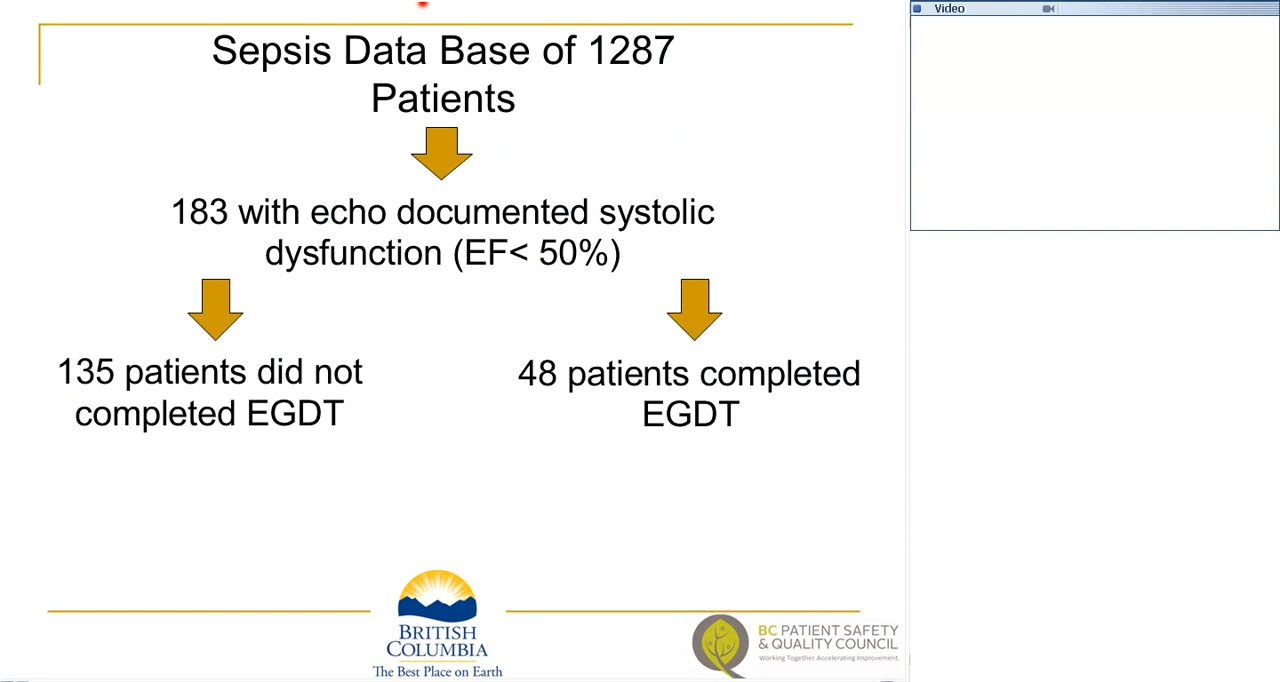 Video
Sepsis Data Base of 1287
Patients
183 with echo documented systolic
dysfunction (EF< 50%)
135 patients did not
completed EGDT
48 patients completed
EGDT
BRITISH
COLUMBIA
The Best Place on Earth
BC PATIENT SAFETY
& QUALITY COUNCIL
Working Together. Accelerating Improvement.